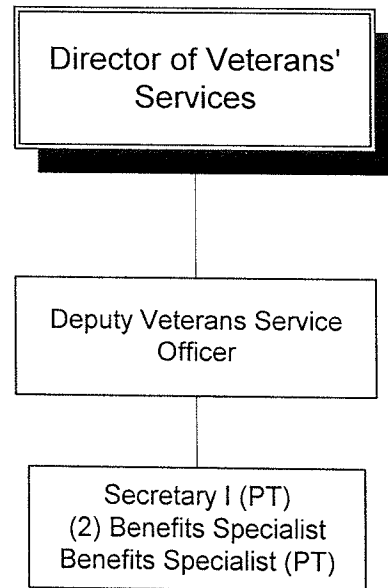 Director of Veterans'
Services
Deputy Veterans Service
Officer
Secretary I (PT)
(2) Benefits Specialist
Benefits Specialist (PT)